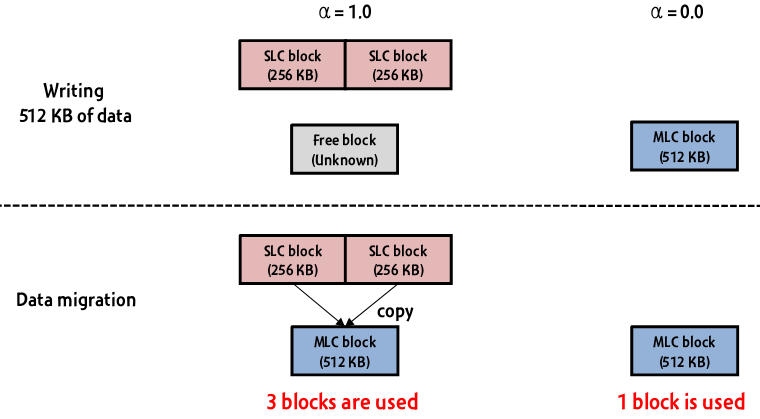 α = 1.0
α = 0.0
Writing
512 KB of data
SLC block
(256 KB)
SLC block
(256 KB)
Free block
(Unknown)
MLC block
(512 KB)
Data migration
SLC block
(256 KB)
SLC block
(256 KB)
copy
MLC block
(512 KB)
MLC block
(512 KB)
3 blocks are used
1 block is used